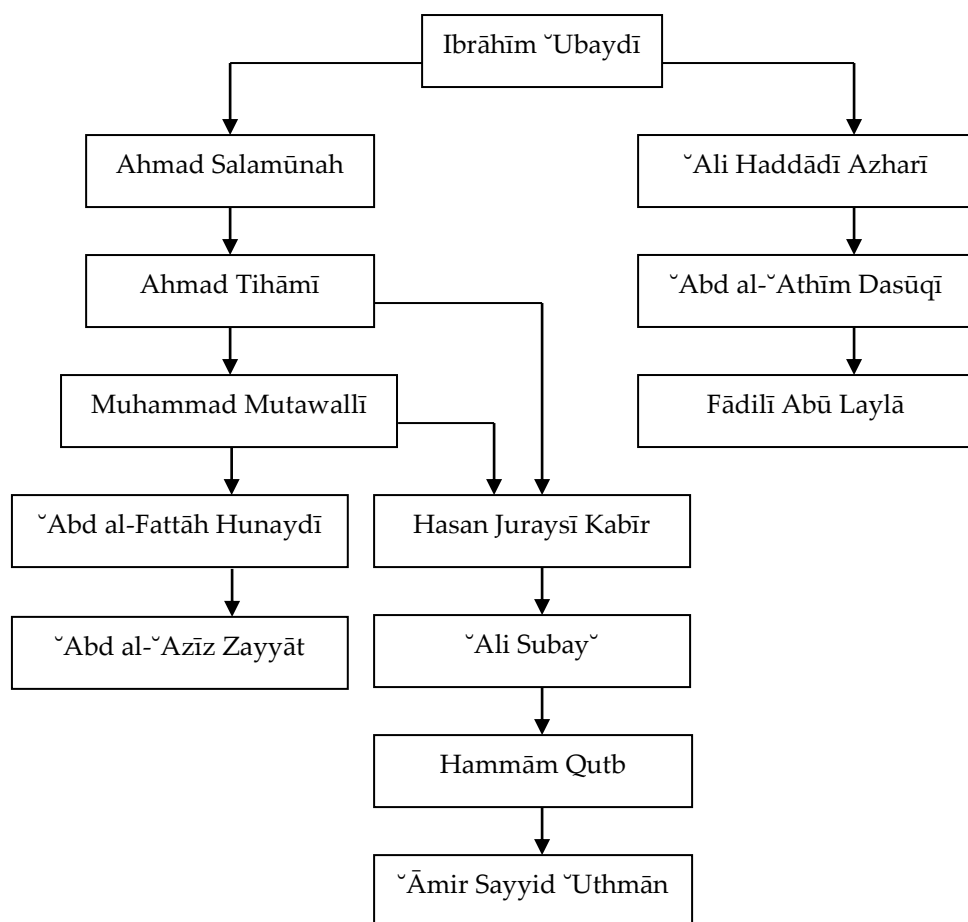 Ibrāhīm ˘Ubaydī
Ahmad Salamūnah
˘Ali Haddādī Azharī
Ahmad Tihāmī
˘Abd al-˘Athīm Dasūqī
Muhammad Mutawallī
Fādilī Abū Laylā
˘Abd al-Fattāh Hunaydī
Hasan Juraysī Kabīr
˘Abd al-˘Azīz Zayyāt
˘Ali Subay˘
Hammām Qutb
˘Āmir Sayyid ˘Uthmān